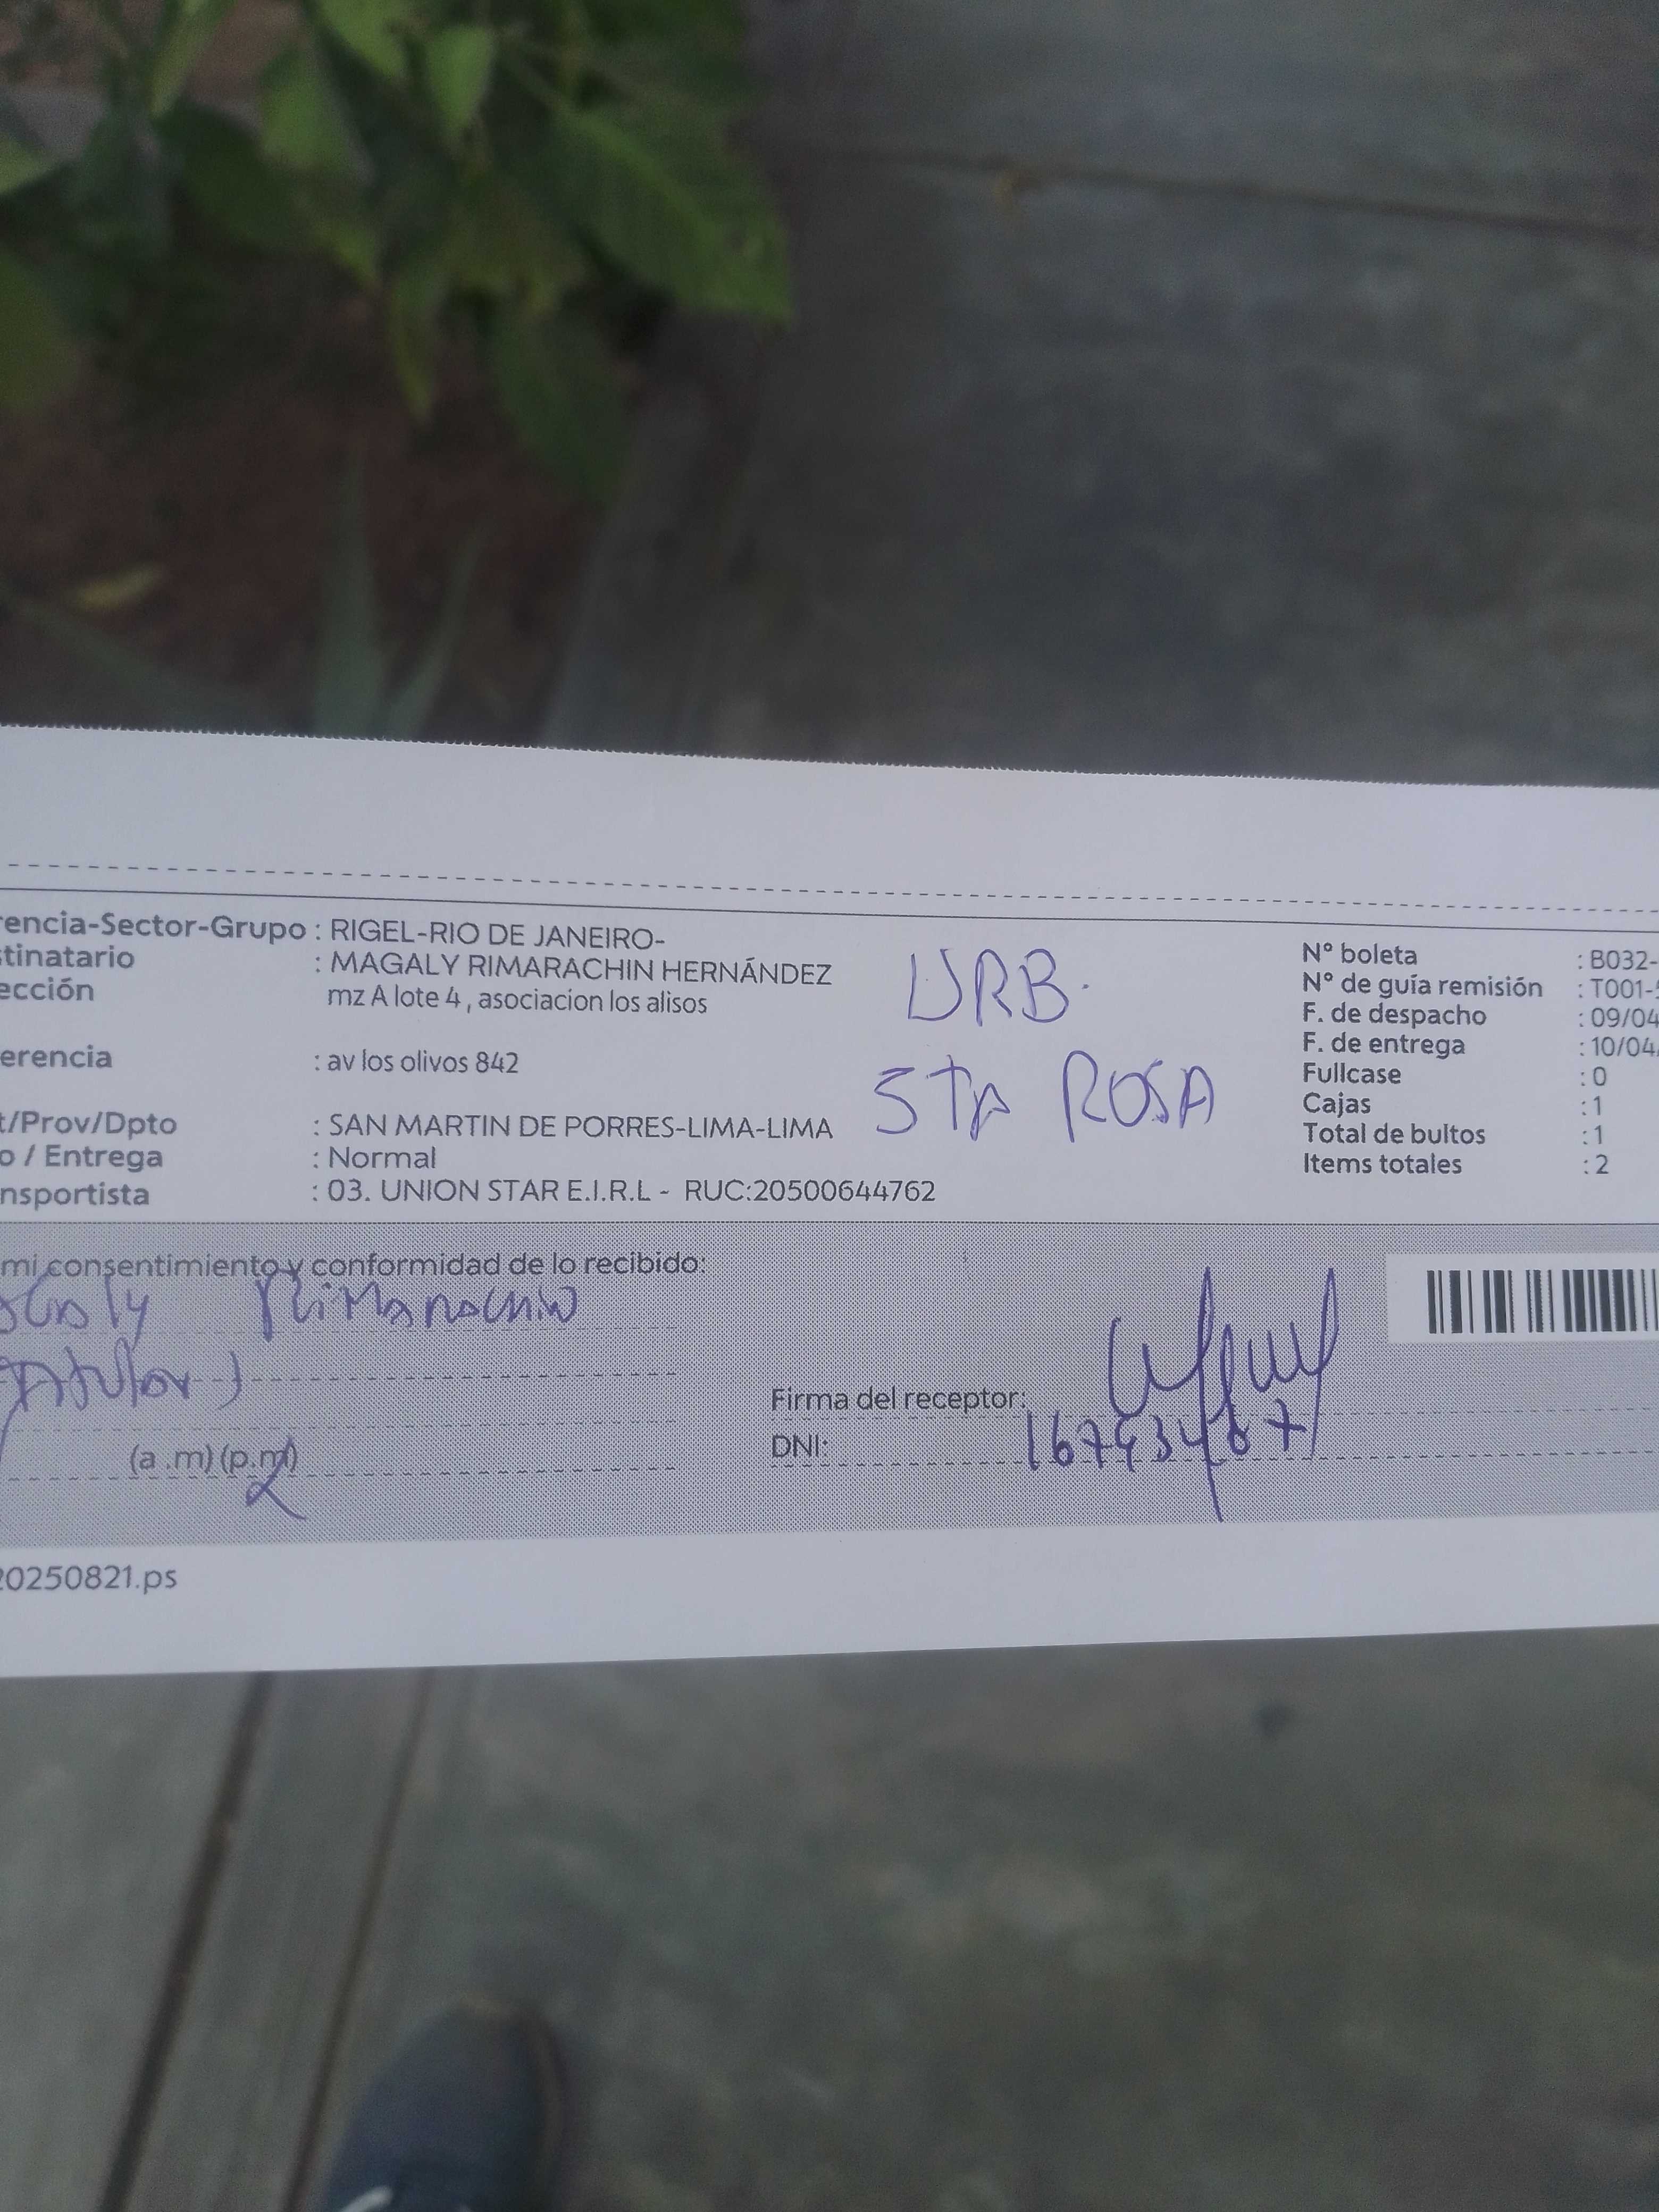 rencia-Sector-Grupo : RIGEL-RIO DE JANEIRO-
stinatario : MAGALY RIMARACHIN HERNÁNDEZ
ección mz A lote 4 , asociacion los alisos
erencia : av los olivos 842
t/Prov/Dpto : SAN MARTIN DE PORRES-LIMA-LIMA
o / Entrega : Normal
nsportista : 03. UNION STAR E.I.R.L - RUC:20500644762
URB.
STA ROSA
Nº boleta : B032-
Nº de guía remisión : T001-
F. de despacho : 09/04
F. de entrega : 10/04/
Fullcase : 0
Cajas : 1
Total de bultos : 1
Items totales : 2
mi consentimiento y conformidad de lo recibido:
Rimarachin
(a .m) (p.m)
Firma del receptor:
DNI:
20250821.ps